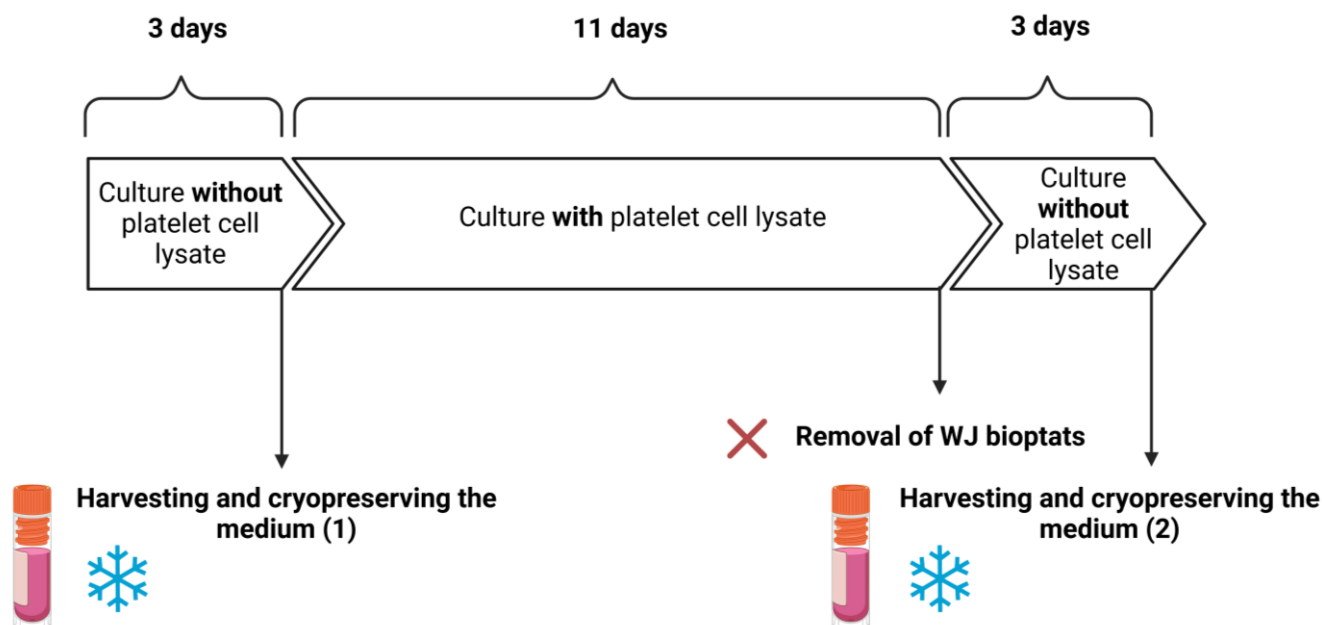 3 days
11 days
3 days
Culture without
platelet cell
lysate
Culture with platelet cell lysate
Culture
without
platelet cell
lysate
Removal of WJ bioptats
Harvesting and cryopreserving the
medium (1)
Harvesting and cryopreserving the
medium (2)